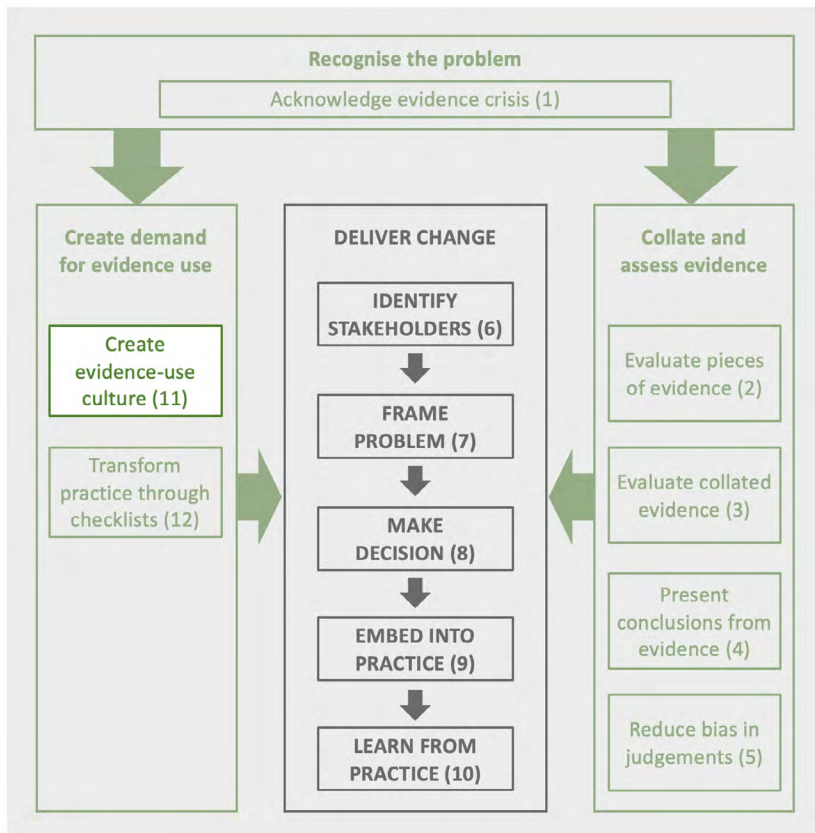 Recognise the problem
Acknowledge evidence crisis (1)
Create demand
for evidence use
Create
evidence-use
culture (11)
Transform
practice through
checklists (12)
DELIVER CHANGE
IDENTIFY
STAKEHOLDERS (6)
FRAME
PROBLEM (7)
MAKE
DECISION (8)
EMBED INTO
PRACTICE (9)
LEARN FROM
PRACTICE (10)
Collate and
assess evidence
Evaluate pieces
of evidence (2)
Evaluate collated
evidence (3)
Present
conclusions from
evidence (4)
Reduce bias in
judgements (5)